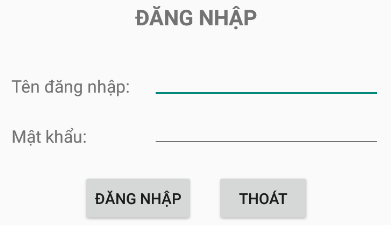 ĐĂNG NHẬP
Tên đăng nhập:
Mật khẩu:
ĐĂNG NHẬP THOÁT